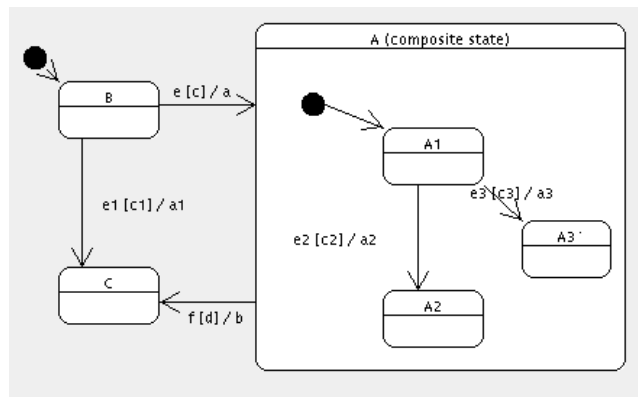 A (composite state)
B
e [c] / a
A1
e3 [c3] / a3
e1 [c1] / a1
e2 [c2] / a2
A3`
C
f [d] / b
A2